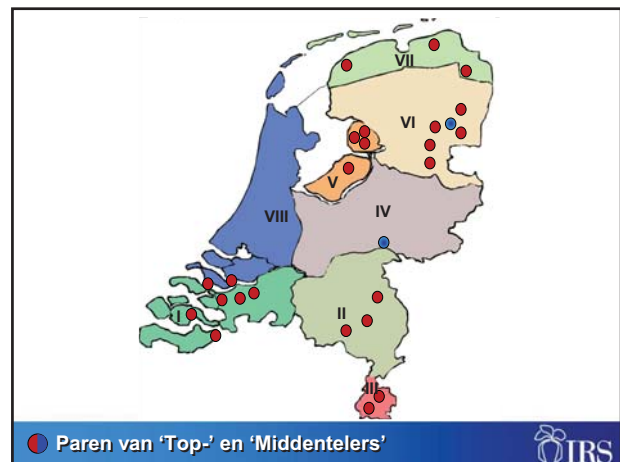 VII
VI
V
IV
VIII
II
I
III
Paren van ‘Top-’ en ‘Middentelers’
IRS